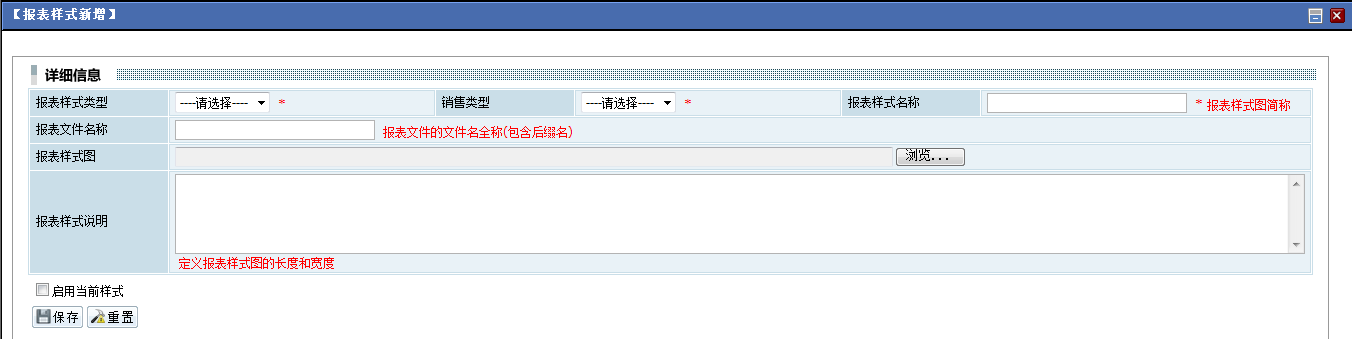 【报表样式新增】
详细信息
报表样式类型 ----请选择---- * 销售类型 ----请选择---- * 报表样式名称 * 报表样式图简称
报表文件名称 报表文件的文件名全称(包含后缀名)
报表样式图 浏览...
报表样式说明
定义报表样式图的长度和宽度
启用当前样式
保存 重置